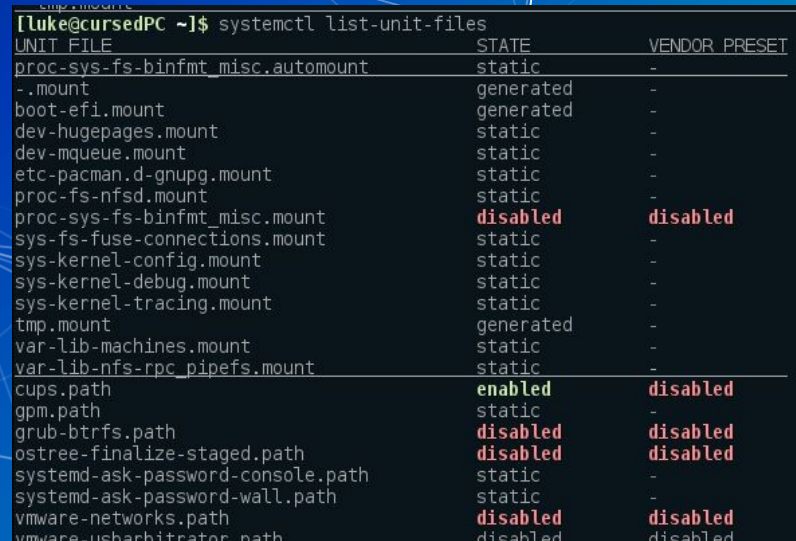 tmp.mount
[luke@cursedPC ~]$ systemctl list-unit-files
UNIT FILE STATE VENDOR PRESET
proc-sys-fs-binfmt_misc.automount static -
-.mount generated -
boot-efi.mount generated -
dev-hugepages.mount static -
dev-mqueue.mount static -
etc-pacman.d-gnupg.mount static -
proc-fs-nfsd.mount static -
proc-sys-fs-binfmt_misc.mount disabled disabled
sys-fs-fuse-connections.mount static -
sys-kernel-config.mount static -
sys-kernel-debug.mount static -
sys-kernel-tracing.mount static -
tmp.mount generated -
var-lib-machines.mount static -
var-lib-nfs-rpc_pipefs.mount static -
cups.path enabled disabled
gpm.path static -
grub-btrfs.path disabled disabled
ostree-finalize-staged.path disabled disabled
systemd-ask-password-console.path static -
systemd-ask-password-wall.path static -
vmware-networks.path disabled disabled
vmware-usbarbitrator.path disabled disabled